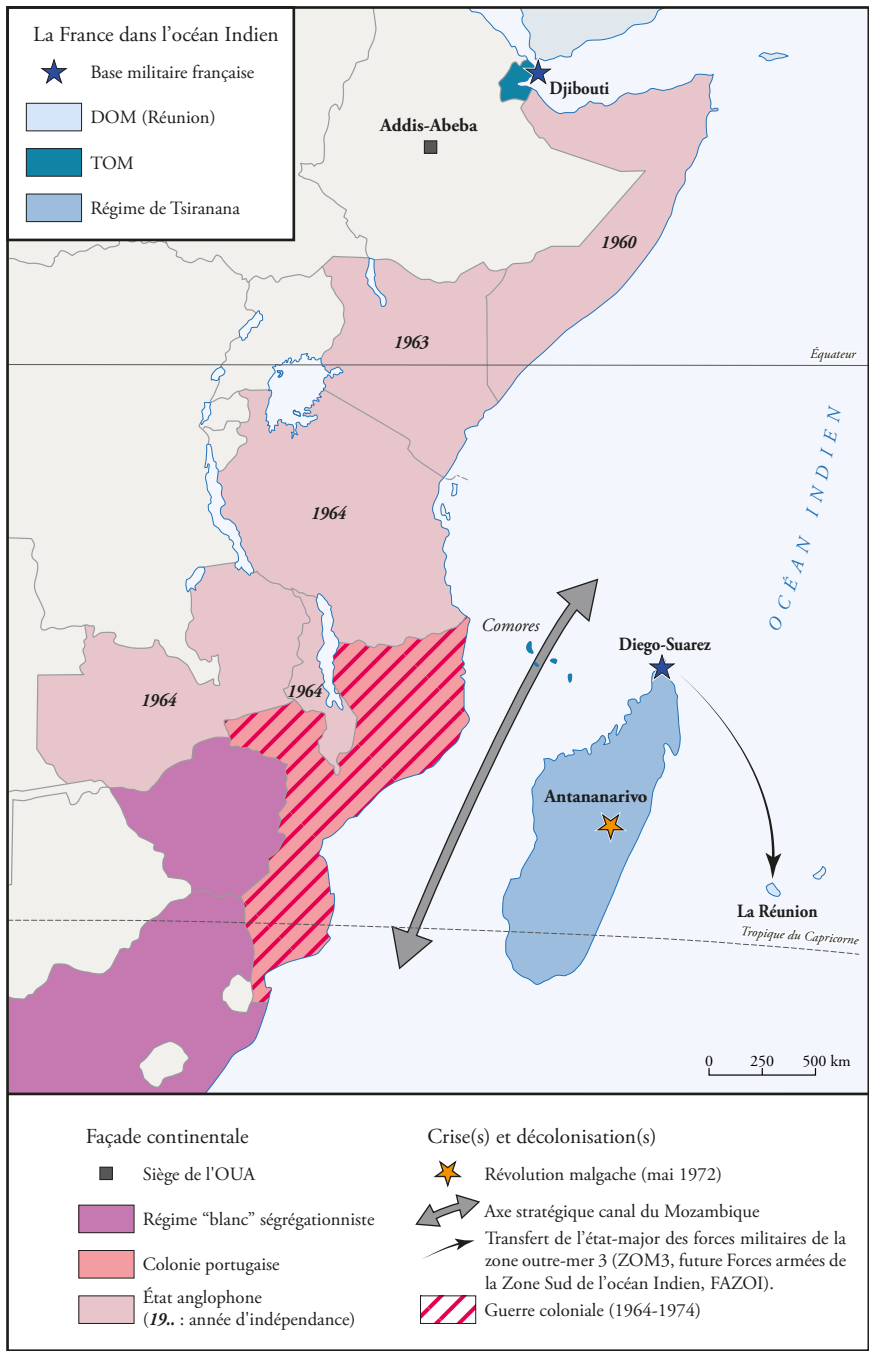 La France dans l'océan Indien
Base militaire française
DOM (Réunion)
TOM
Régime de Tsiranana
Djibouti
Addis-Abeba
1960
1963
Équateur
OCÉAN INDIEN
1964
Comores
Diego-Suarez
1964
1964
Antananarivo
La Réunion
Tropique du Capricorne
0 250 500 km
Façade continentale
Siège de l'OUA
Régime "blanc" ségrégationniste
Colonie portugaise
État anglophone
(19.. : année d'indépendance)
Crise(s) et décolonisation(s)
Révolution malgache (mai 1972)
Axe stratégique canal du Mozambique
Transfert de l'état-major des forces militaires de la
zone outre-mer 3 (ZOM3, future Forces armées de
la Zone Sud de l'océan Indien, FAZOI).
Guerre coloniale (1964-1974)